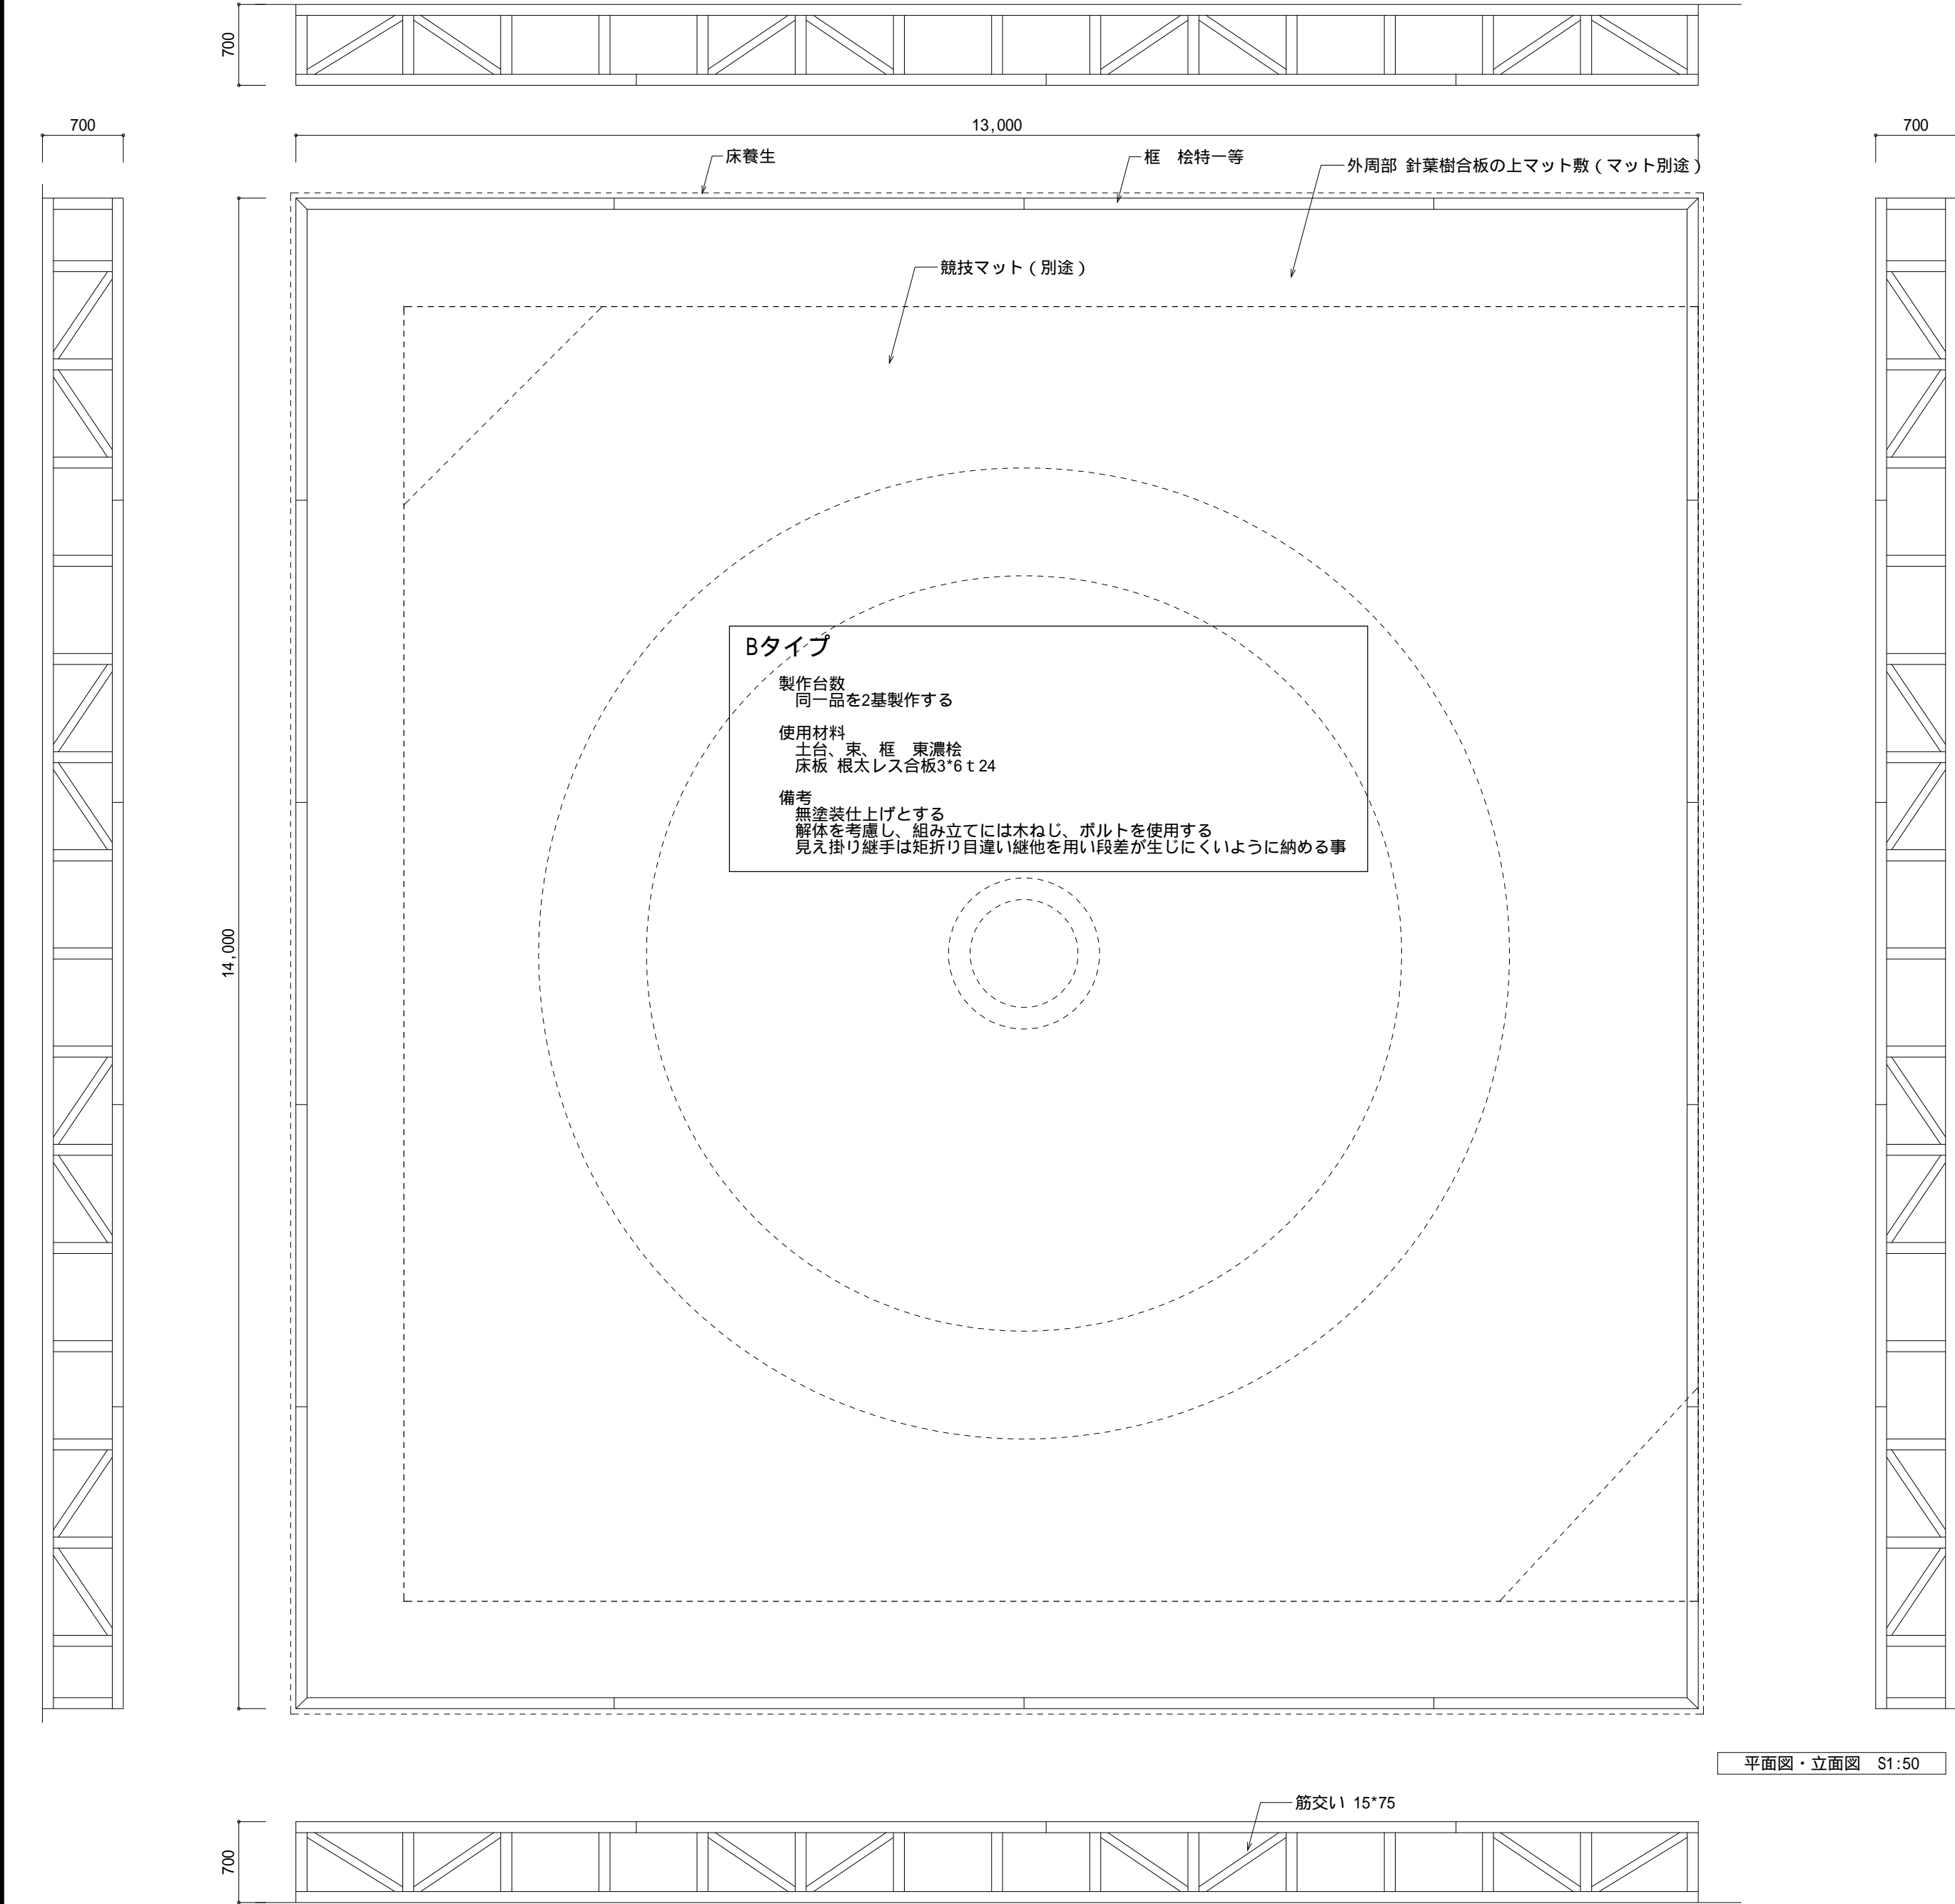 700
700
13,000
700
床養生
框　桧特一等
外周部 針葉樹合板の上マット敷（マット別途）
競技マット（別途）
Bタイプ
製作台数
同一品を2基製作する
使用材料
土台、束、框　東濃桧
床板 根太レス合板3*6ｔ24
備考
無塗装仕上げとする
解体を考慮し、組み立てには木ねじ、ボルトを使用する
見え掛り継手は矩折り目違い継他を用い段差が生じにくいように納める事
14,000
平面図・立面図　S1:50
筋交い 15*75
700